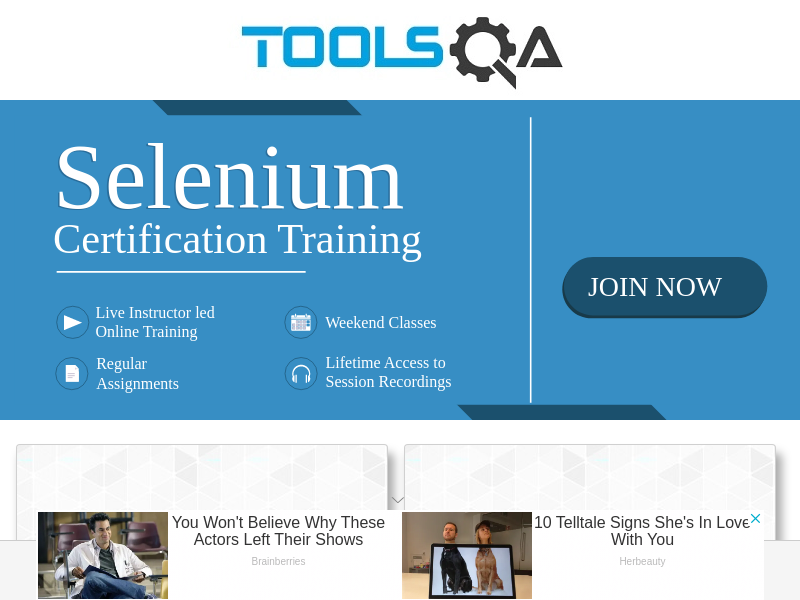 TOOLSQA
Selenium
Certification Training
JOIN NOW
Live Instructor led
Online Training
Weekend Classes
Regular
Assignments
Lifetime Access to
Session Recordings
You Won't Believe Why These
Actors Left Their Shows
Brainberries
10 Telltale Signs She's In Love
With You
Herbeauty